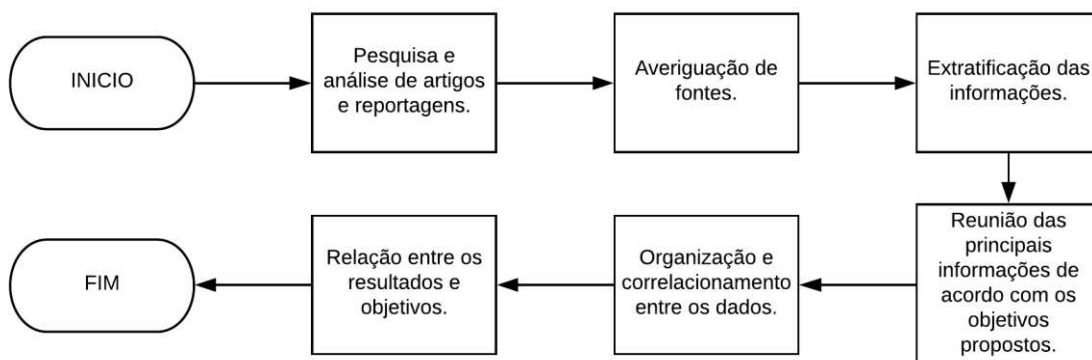 INICIO
Pesquisa e
análise de artigos
e reportagens.
Averiguação de
fontes.
Extratificação das
informações.
Reunião das
principais
informações de
acordo com os
objetivos
propostos.
Organização e
correlacionamento
entre os dados.
Relação entre os
resultados e
objetivos.
FIM